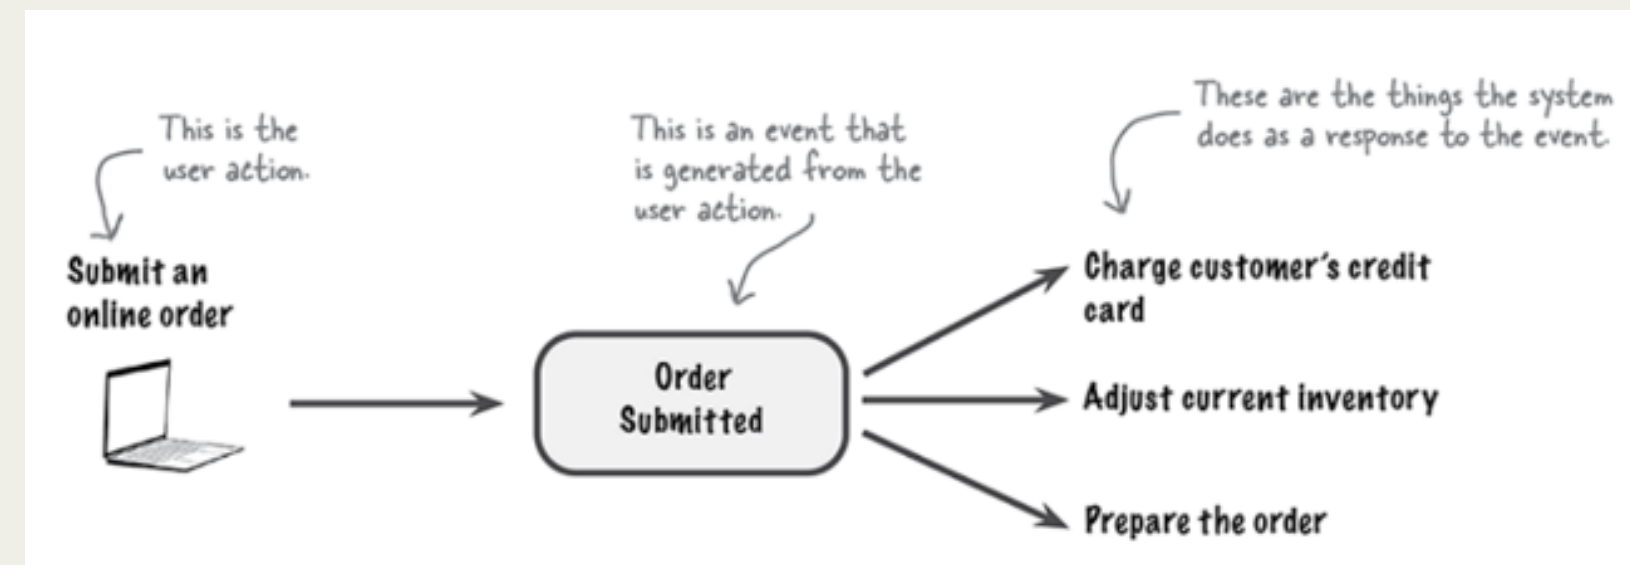 This is the
user action.
Submit an
online order
This is an event that
is generated from the
user action.
Order
Submitted
These are the things the system
does as a response to the event.
Charge customer's credit
card
Adjust current inventory
Prepare the order